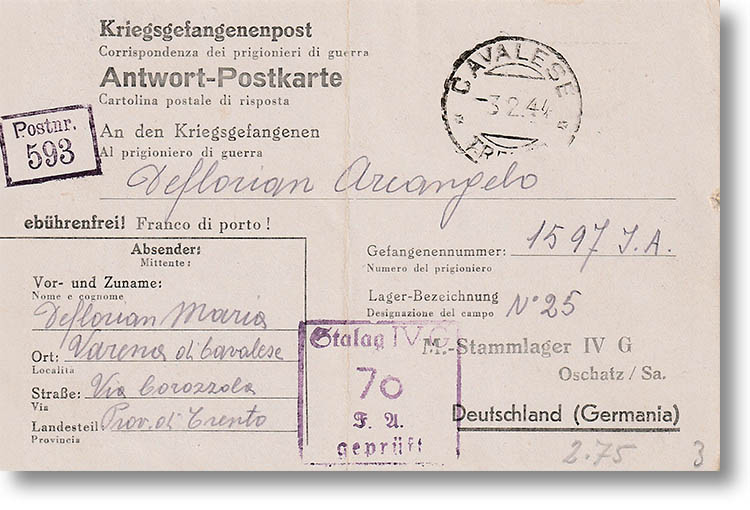 Kriegsgefangenenpost
Corrispondenza dei prigionieri di guerra
Antwort-Postkarte
Cartolina postale di risposta
CAVALESE
-3.2.44
Postnr.
593
An den Kriegsgefangenen
Al prigioniero di guerra
Deflorian Arcangelo
ebührenfrei! Franco di porto!
Absender:
Mittente:
Vor- und Zuname:
Nome e cognome
Deflorian Maria
Ort: Varena di Cavalese
Località
Straße: Via Corozzola
Via
Landesteil Prov. di Trento
Provincia
Gefangenennummer: 1597 I.A.
Numero del prigioniero
Lager-Bezeichnung N° 25
Designazione del campo
M.-Stammlager IV G
Oschatz / Sa.
Deutschland (Germania)
Stalag IV G
70
F. A.
geprüft
2.75
3